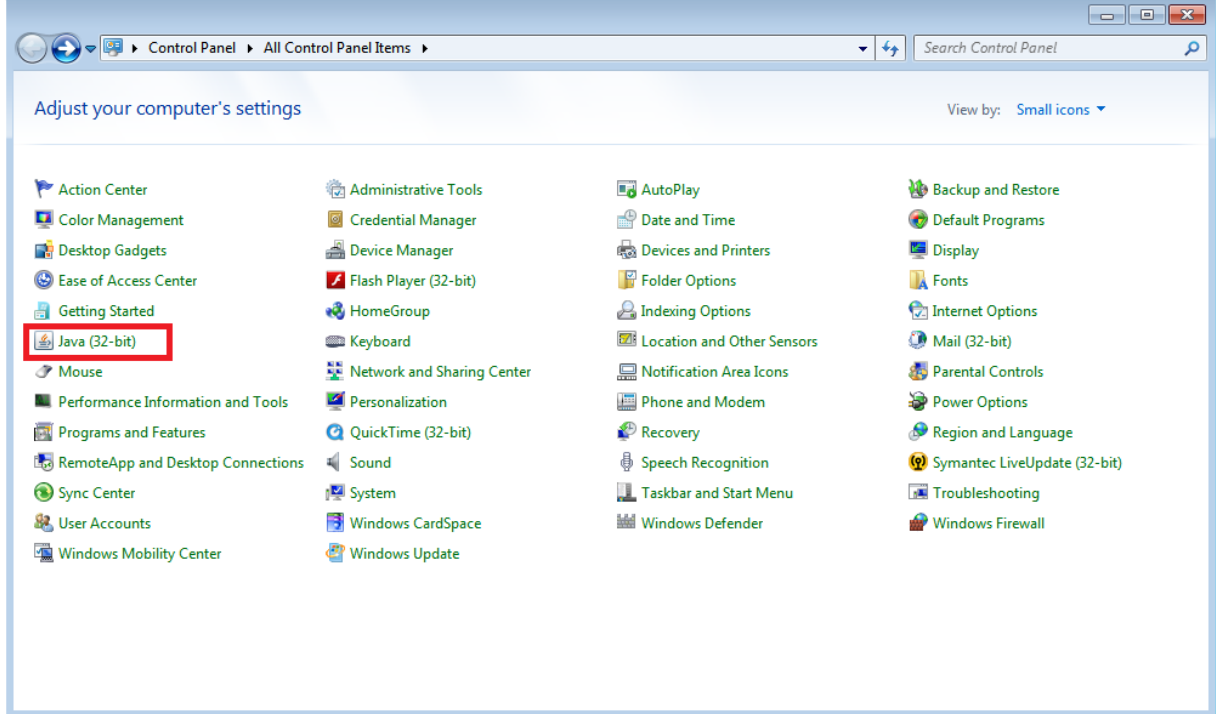 Control Panel All Control Panel Items Search Control Panel
Adjust your computer's settings View by: Small icons
Action Center Administrative Tools AutoPlay Backup and Restore
Color Management Credential Manager Date and Time Default Programs
Desktop Gadgets Device Manager Devices and Printers Display
Ease of Access Center Flash Player (32-bit) Folder Options Fonts
Getting Started HomeGroup Indexing Options Internet Options
Java (32-bit) Keyboard Location and Other Sensors Mail (32-bit)
Mouse Network and Sharing Center Notification Area Icons Parental Controls
Performance Information and Tools Personalization Phone and Modem Power Options
Programs and Features QuickTime (32-bit) Recovery Region and Language
RemoteApp and Desktop Connections Sound Speech Recognition Symantec LiveUpdate (32-bit)
Sync Center System Taskbar and Start Menu Troubleshooting
User Accounts Windows CardSpace Windows Defender Windows Firewall
Windows Mobility Center Windows Update